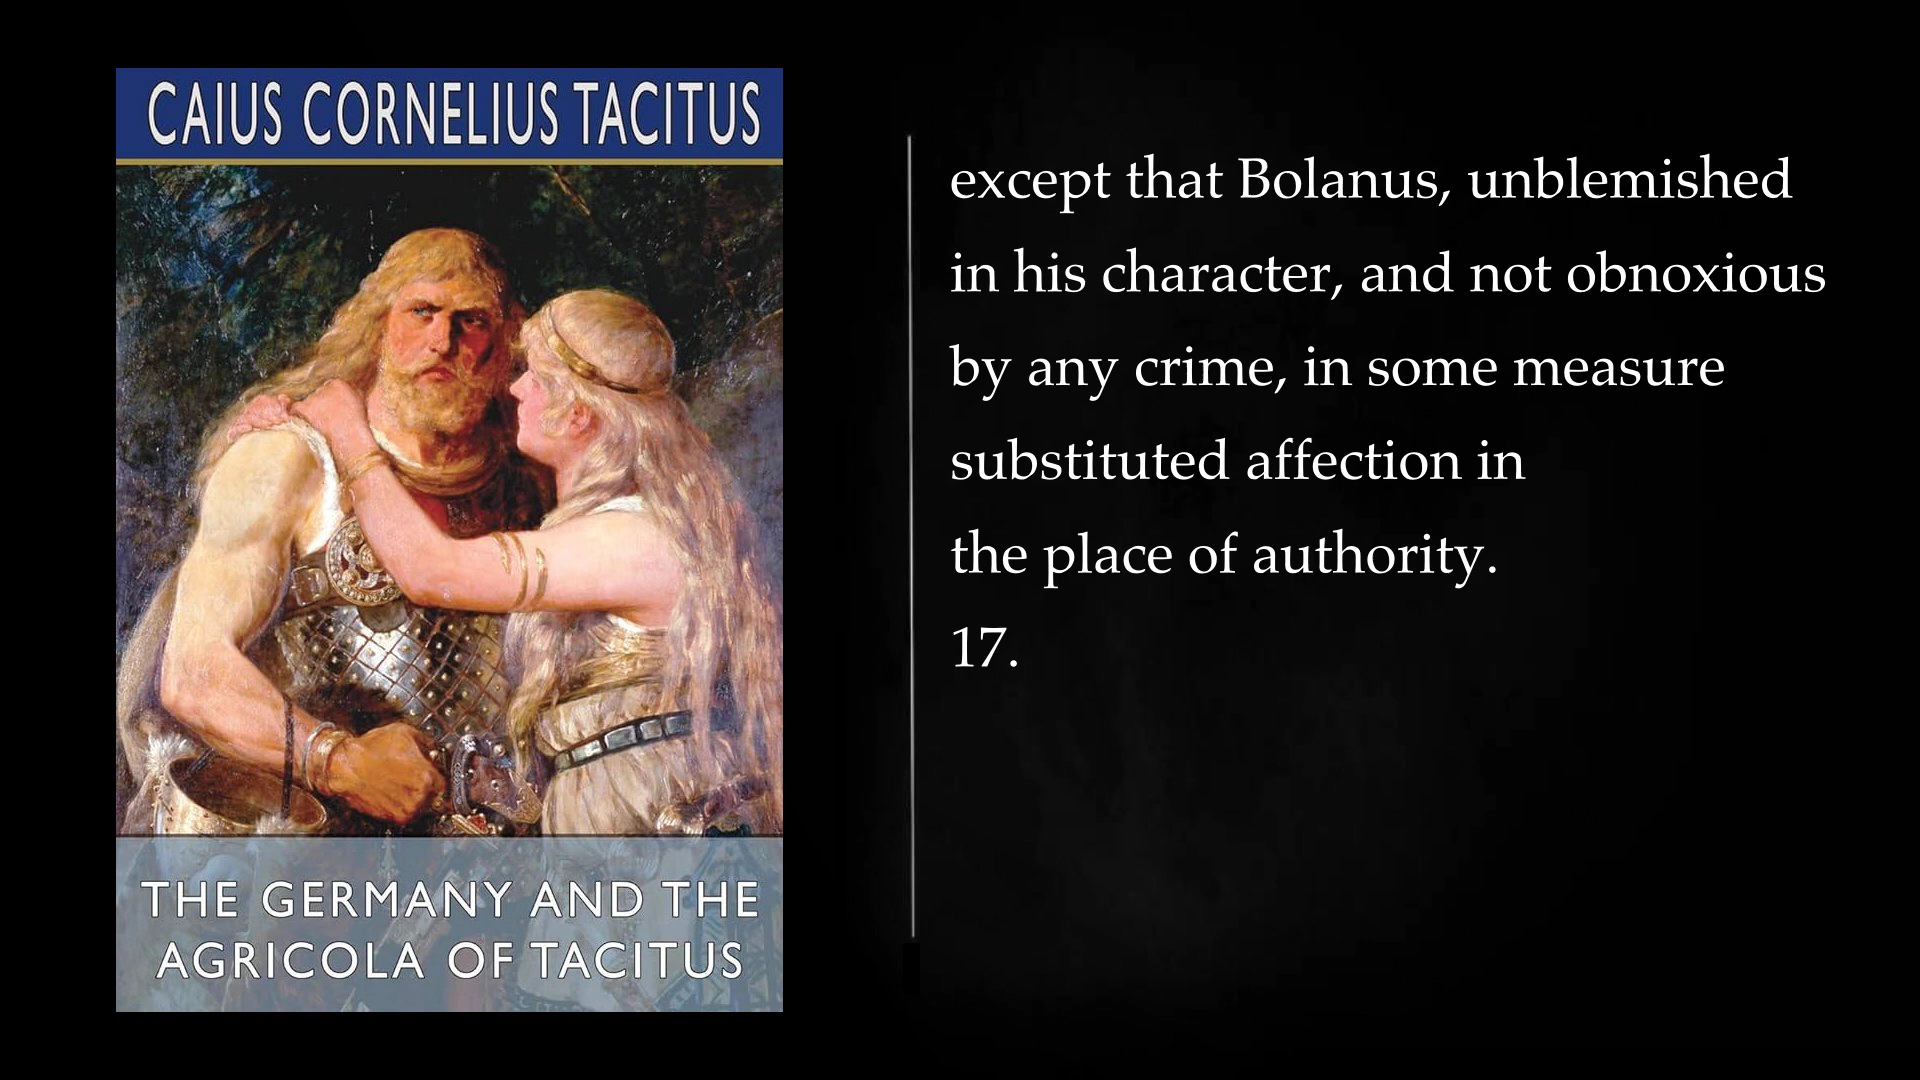 CAIUS CORNELIUS TACITUS
THE GERMANY AND THE
AGRICOLA OF TACITUS
except that Bolanus, unblemished
in his character, and not obnoxious
by any crime, in some measure
substituted affection in
the place of authority.
17.